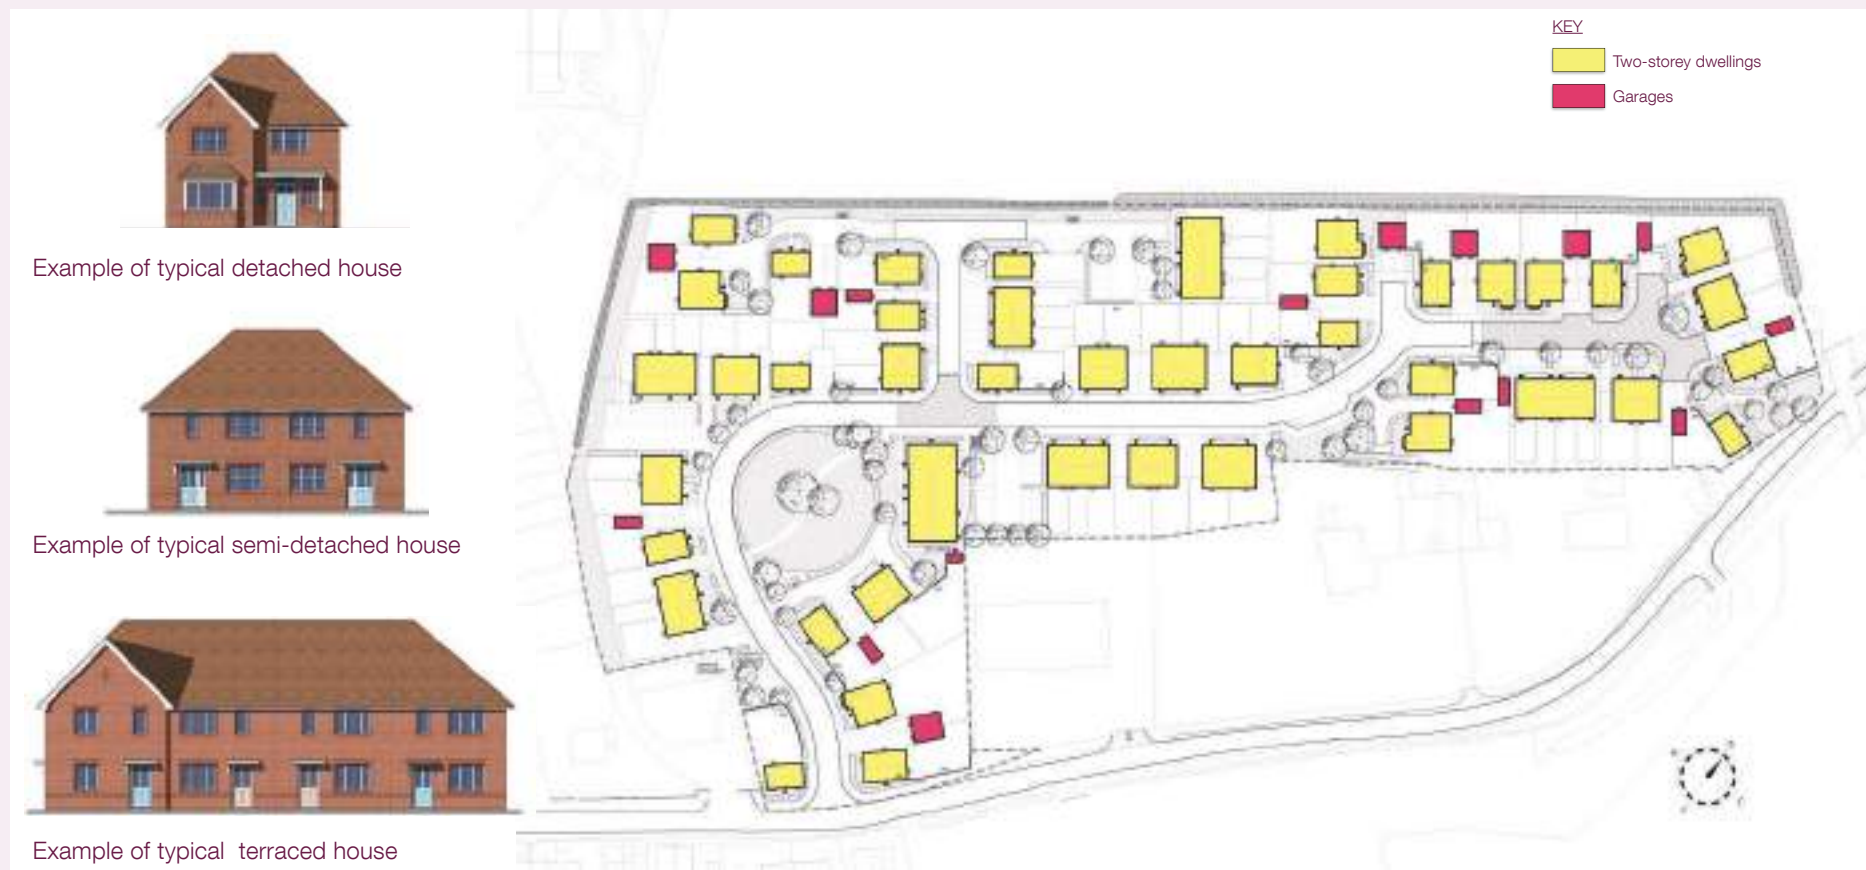 Example of typical detached house
Example of typical semi-detached house
Example of typical  terraced house
KEY
Two-storey dwellings
Garages